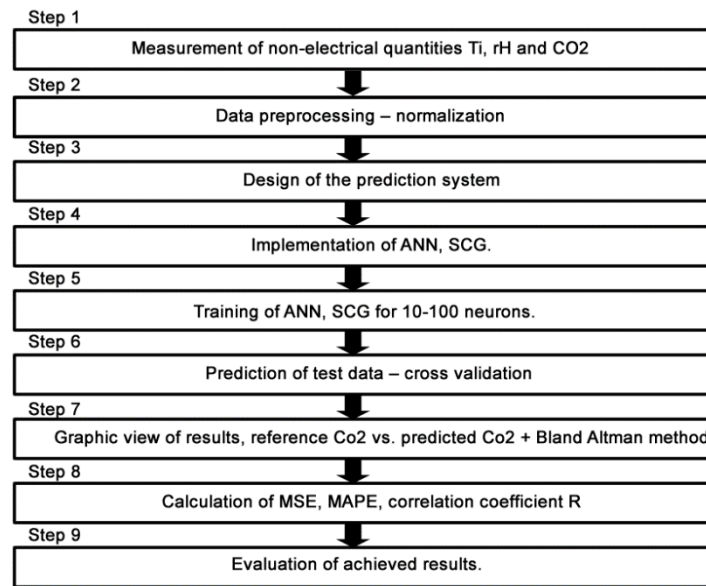 Step 1
Measurement of non-electrical quantities Ti, rH and CO2
Step 2
Data preprocessing – normalization
Step 3
Design of the prediction system
Step 4
Implementation of ANN, SCG.
Step 5
Training of ANN, SCG for 10-100 neurons.
Step 6
Prediction of test data – cross validation
Step 7
Graphic view of results, reference Co2 vs. predicted Co2 + Bland Altman method
Step 8
Calculation of MSE, MAPE, correlation coefficient R
Step 9
Evaluation of achieved results.